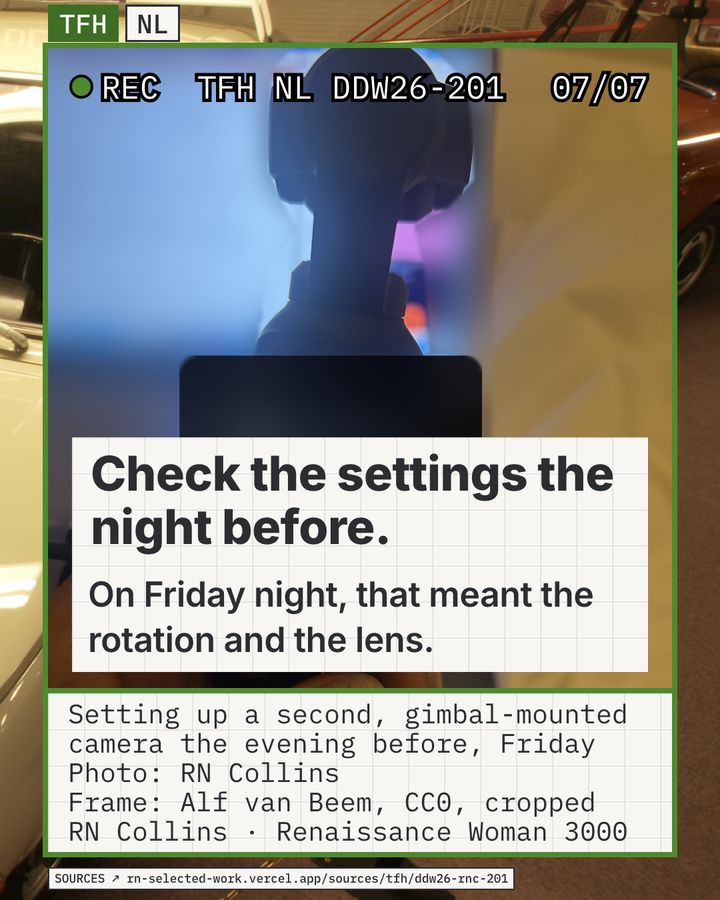 TFH NL
REC TFH NL DDW26-201 07/07
Check the settings the
night before.
On Friday night, that meant the
rotation and the lens.
Setting up a second, gimbal-mounted
camera the evening before, Friday
Photo: RN Collins
Frame: Alf van Beem, CC0, cropped
RN Collins · Renaissance Woman 3000
SOURCES ↗ rn-selected-work.vercel.app/sources/tfh/ddw26-rnc-201